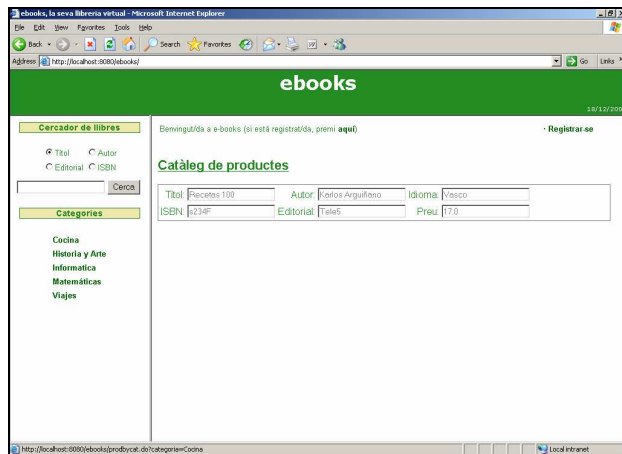 ebooks, la seva llibreria virtual - Microsoft Internet Explorer
File Edit View Favorites Tools Help
Back Search Favorites
Address http://localhost:8080/ebooks/ Go Links
ebooks
Cercador de llibres
Títol Autor
Editorial ISBN
Cerca
Categories
Cocina
Historia y Arte
Informatica
Matemáticas
Viajes
Benvingut/da a e-books (si está registrat/da, premi aquí) · Registrar-se
Catàleg de productes
Títol: Recetas 100 Autor: Karlos Arguiñano Idioma: Vasco
ISBN: s234F Editorial: Tele5 Preu: 17.0
http://localhost:8080/ebooks/prodbycat.do?categoria=Cocina Local intranet